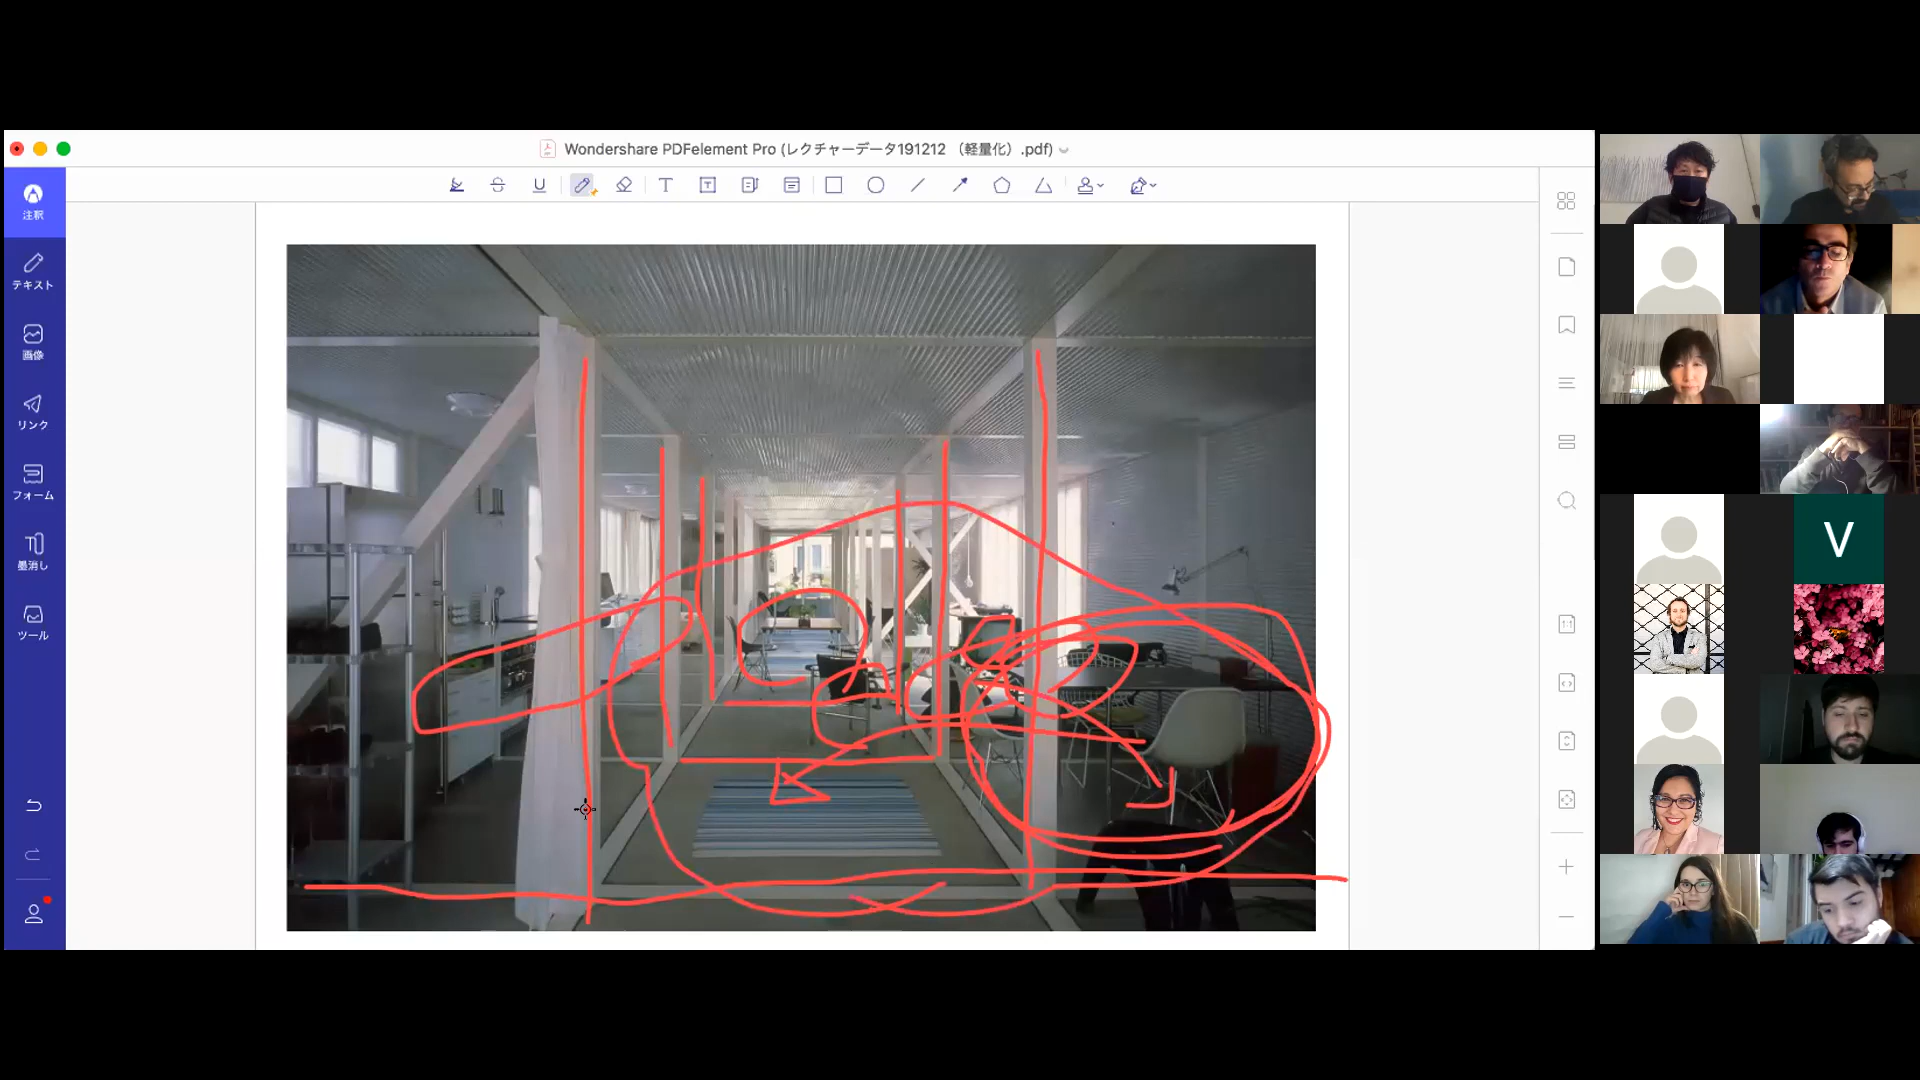 Wondershare PDFelement Pro (レクチャーデータ191212 （軽量化）.pdf)
注釈
テキスト
画像
リンク
フォーム
墨消し
ツール
V